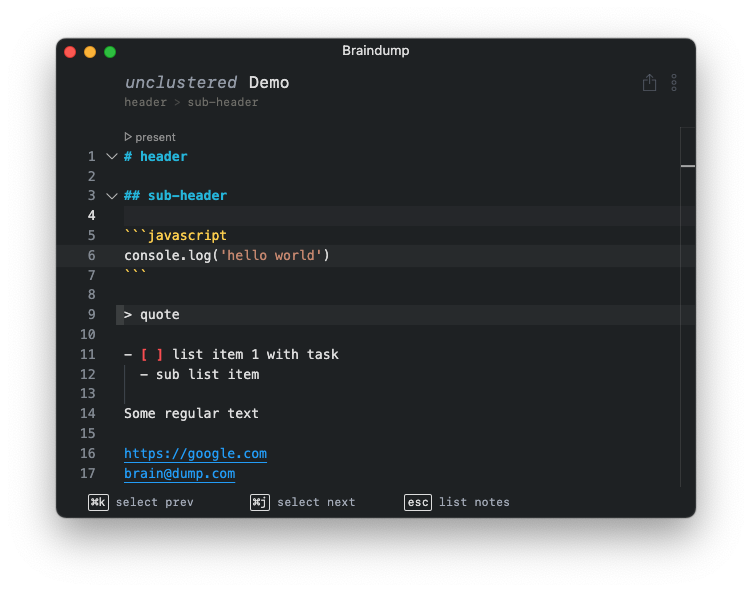 Braindump
unclustered Demo
header > sub-header
present
1 # header
2
3 ## sub-header
4
5 ```javascript
6 console.log('hello world')
7 ```
8
9 > quote
10
11 - [ ] list item 1 with task
12 - sub list item
13
14 Some regular text
15
16 https://google.com
17 brain@dump.com
⌘k select prev ⌘j select next esc list notes